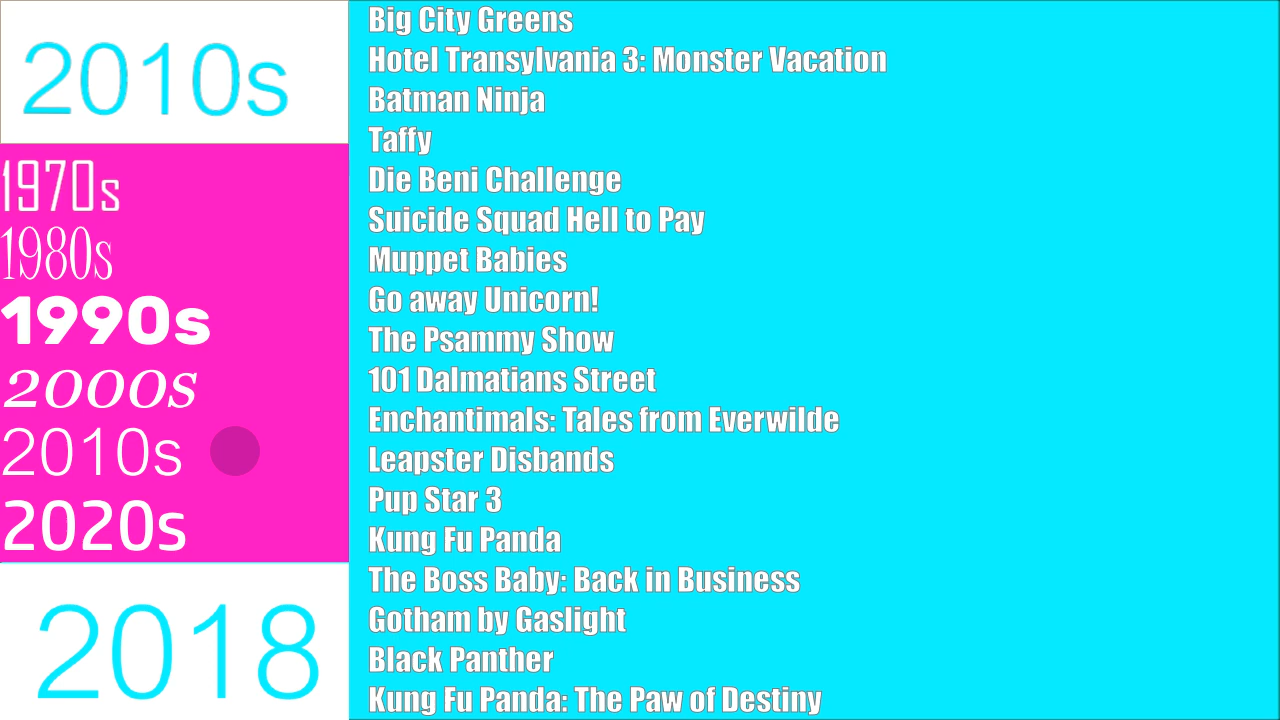 2010s
1970s
1980s
1990s
2000s
2010s
2020s
2018
Big City Greens
Hotel Transylvania 3: Monster Vacation
Batman Ninja
Taffy
Die Beni Challenge
Suicide Squad Hell to Pay
Muppet Babies
Go away Unicorn!
The Psammy Show
101 Dalmatians Street
Enchantimals: Tales from Everwilde
Leapster Disbands
Pup Star 3
Kung Fu Panda
The Boss Baby: Back in Business
Gotham by Gaslight
Black Panther
Kung Fu Panda: The Paw of Destiny